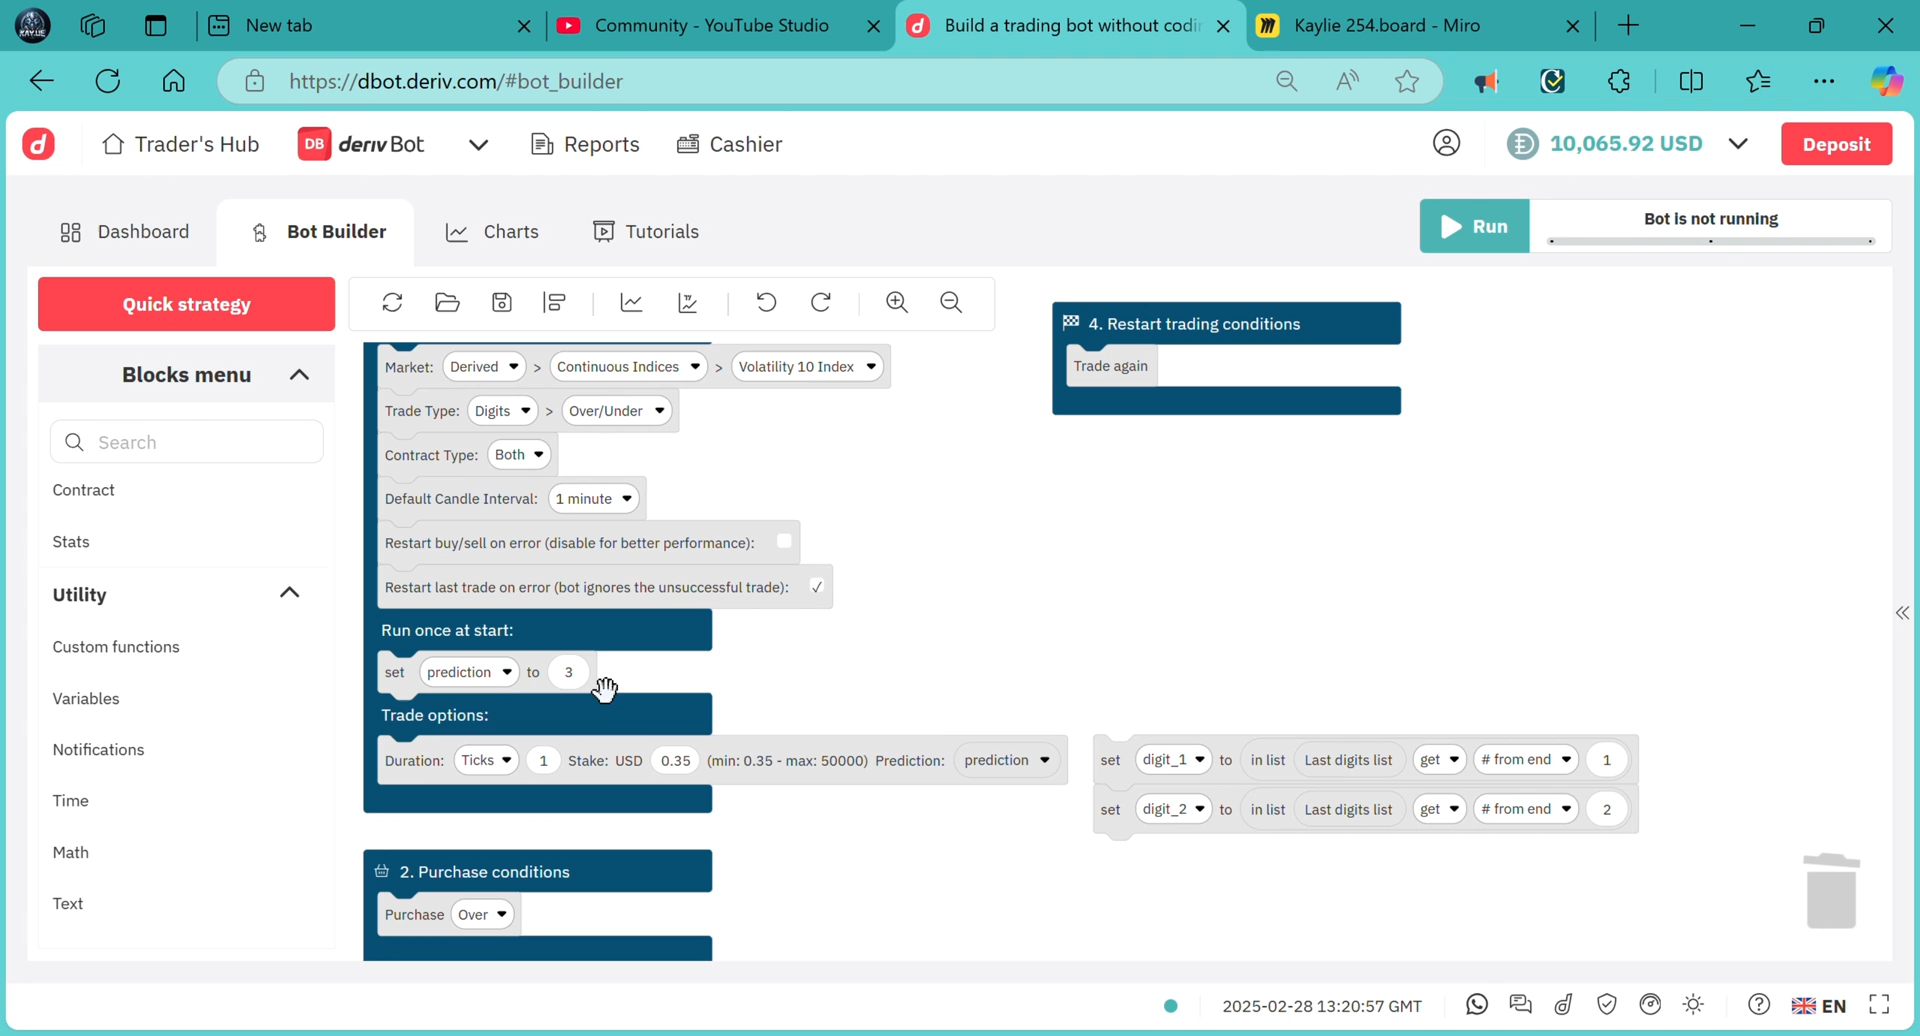 New tab
Community - YouTube Studio
Build a trading bot without codi
Kaylie 254.board - Miro
https://dbot.deriv.com/#bot_builder
Trader's Hub
DB deriv Bot
Reports
Cashier
10,065.92 USD
Deposit
Dashboard
Bot Builder
Charts
Tutorials
Run
Bot is not running
Quick strategy
Blocks menu
Search
Contract
Stats
Utility
Custom functions
Variables
Notifications
Time
Math
Text
Market: Derived > Continuous Indices > Volatility 10 Index
Trade Type: Digits > Over/Under
Contract Type: Both
Default Candle Interval: 1 minute
Restart buy/sell on error (disable for better performance):
Restart last trade on error (bot ignores the unsuccessful trade):
Run once at start:
set prediction to 3
Trade options:
Duration: Ticks 1 Stake: USD 0.35 (min: 0.35 - max: 50000) Prediction: prediction
2. Purchase conditions
Purchase Over
4. Restart trading conditions
Trade again
set digit_1 to in list Last digits list get # from end 1
set digit_2 to in list Last digits list get # from end 2
2025-02-28 13:20:57 GMT
EN